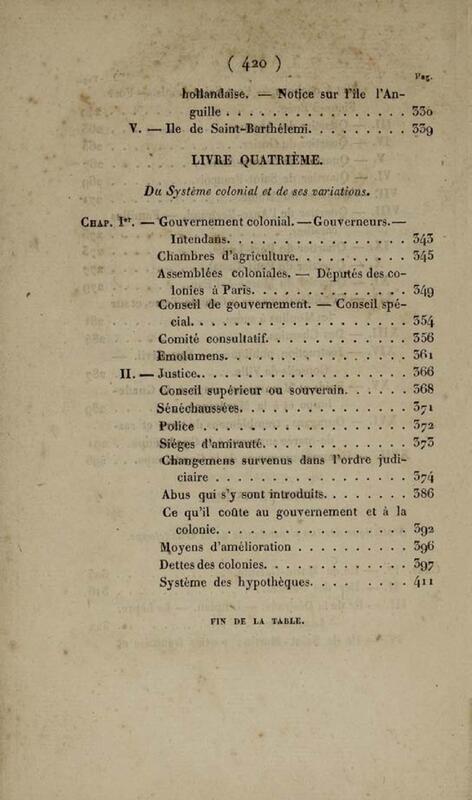 ( 420 )
Pag.
hollandaise. — Notice sur l'île l'An-
guille . . . . . . . . . . . . . . . . 330
V. — Ile de Saint-Barthélemi. . . . . . . . . 339
LIVRE QUATRIÈME.
Du Système colonial et de ses variations.
CHAP. Ier. — Gouvernement colonial. — Gouverneurs. —
Intendans. . . . . . . . . . . . . . . . 343
Chambres d'agriculture. . . . . . . . . . 345
Assemblées coloniales. — Députés des co-
lonies à Paris. . . . . . . . . . . . . . 349
Conseil de gouvernement. — Conseil spé-
cial. . . . . . . . . . . . . . . . . . . 354
Comité consultatif. . . . . . . . . . . . 356
Emolumens. . . . . . . . . . . . . . . . 361
II. — Justice. . . . . . . . . . . . . . . . . 366
Conseil supérieur ou souverain. . . . . . 368
Sénéchaussées. . . . . . . . . . . . . . 371
Police . . . . . . . . . . . . . . . . . 372
Siéges d'amirauté. . . . . . . . . . . . 373
Changemens survenus dans l'ordre judi-
ciaire . . . . . . . . . . . . . . . . . 374
Abus qui s'y sont introduits. . . . . . . . 386
Ce qu'il coûte au gouvernement et à la
colonie. . . . . . . . . . . . . . . . . 392
Moyens d'amélioration . . . . . . . . . . 396
Dettes des colonies. . . . . . . . . . . . 397
Système des hypothèques. . . . . . . . . 411
FIN DE LA TABLE.